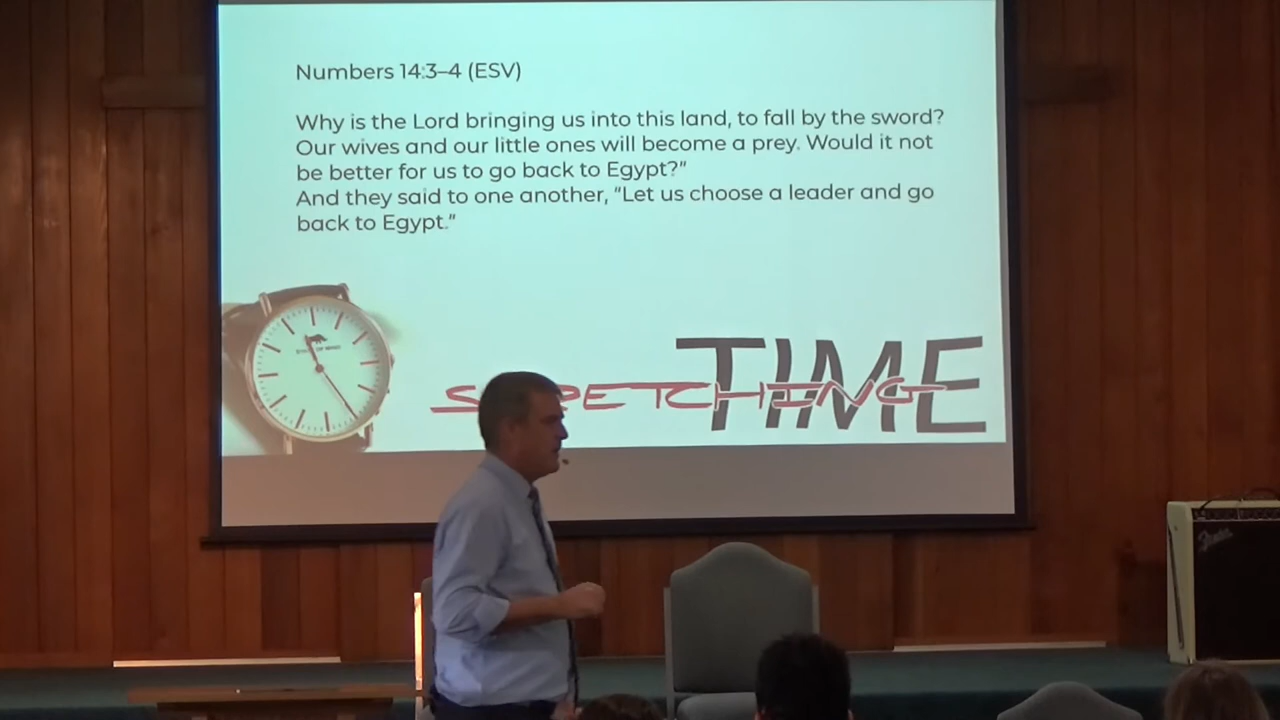 Numbers 14:3–4 (ESV)
Why is the Lord bringing us into this land, to fall by the sword?
Our wives and our little ones will become a prey. Would it not
be better for us to go back to Egypt?"
And they said to one another, "Let us choose a leader and go
back to Egypt."
TIME
Fender